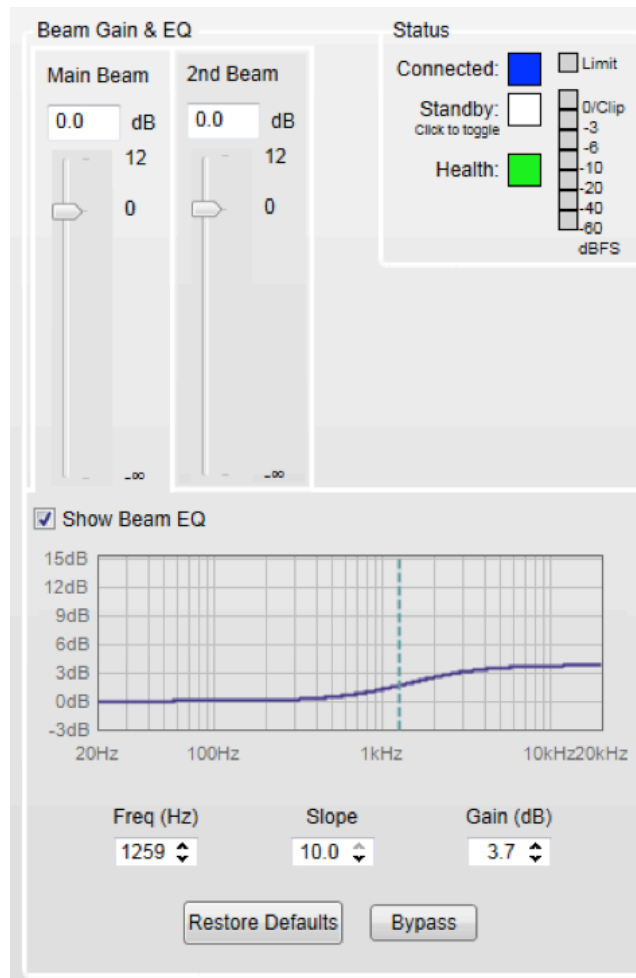 Beam Gain & EQ
Main Beam
0.0 dB
12
0
-∞
2nd Beam
0.0 dB
12
0
-∞
Status
Connected:
Standby:
Click to toggle
Health:
Limit
0/Clip
-3
-6
-10
-20
-40
-60
dBFS
Show Beam EQ
15dB
12dB
9dB
6dB
3dB
0dB
-3dB
20Hz 100Hz 1kHz 10kHz20kHz
Freq (Hz) Slope Gain (dB)
1259 10.0 3.7
Restore Defaults Bypass